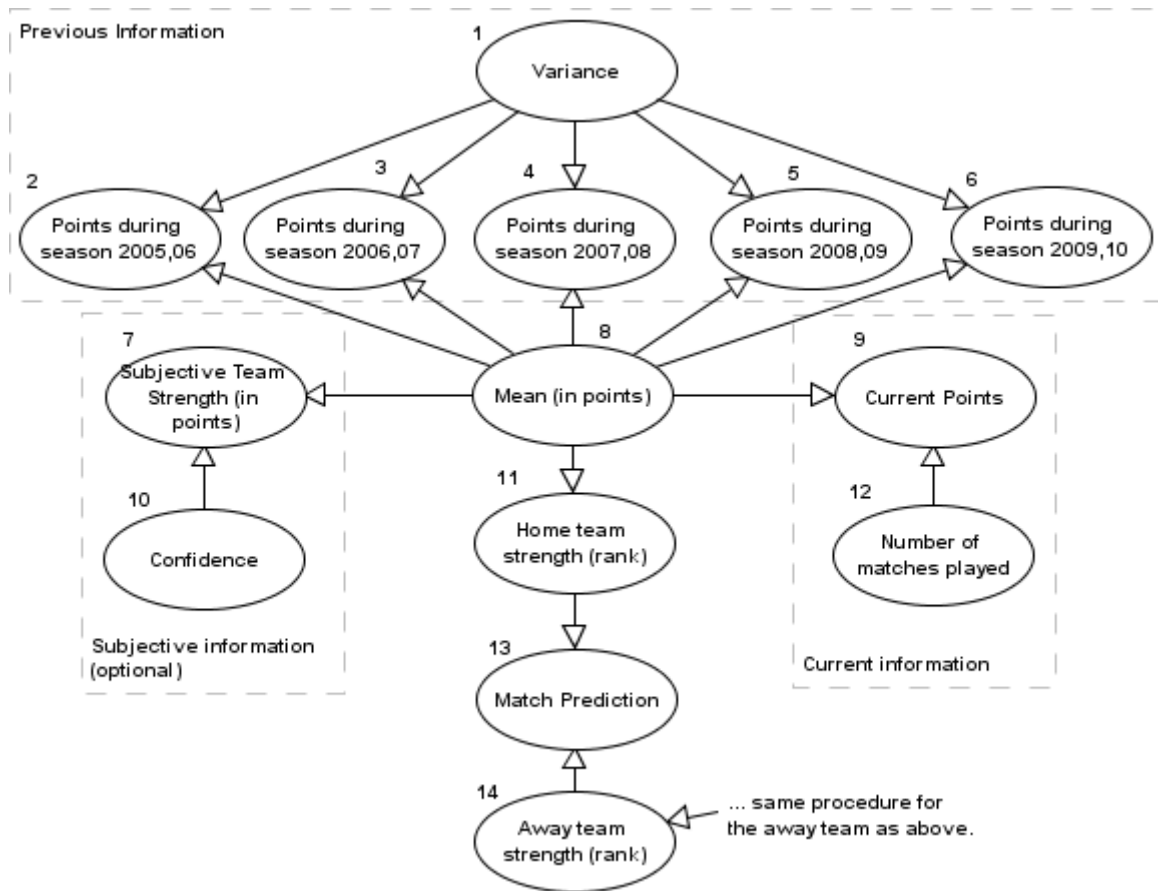 Previous Information
1
Variance
2
Points during
season 2005,06
3
Points during
season 2006,07
4
Points during
season 2007,08
5
Points during
season 2008,09
6
Points during
season 2009,10
7
Subjective Team
Strength (in
points)
8
Mean (in points)
9
Current Points
10
Confidence
Subjective information
(optional)
11
Home team
strength (rank)
12
Number of
matches played
Current information
13
Match Prediction
14
Away team
strength (rank)
... same procedure for
the away team as above.